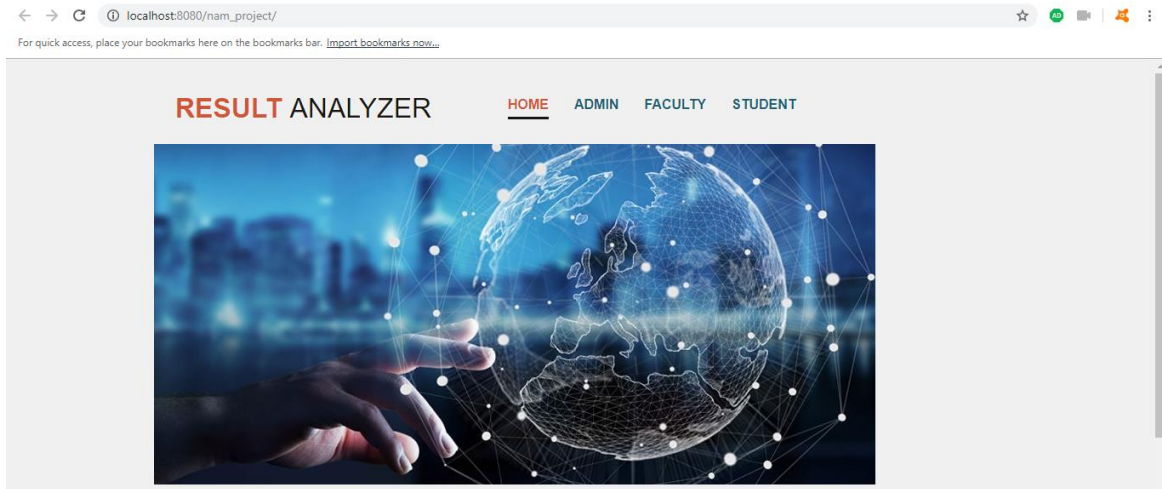 localhost:8080/nam_project/
AD
For quick access, place your bookmarks here on the bookmarks bar. Import bookmarks now...
RESULT ANALYZER
HOME ADMIN FACULTY STUDENT